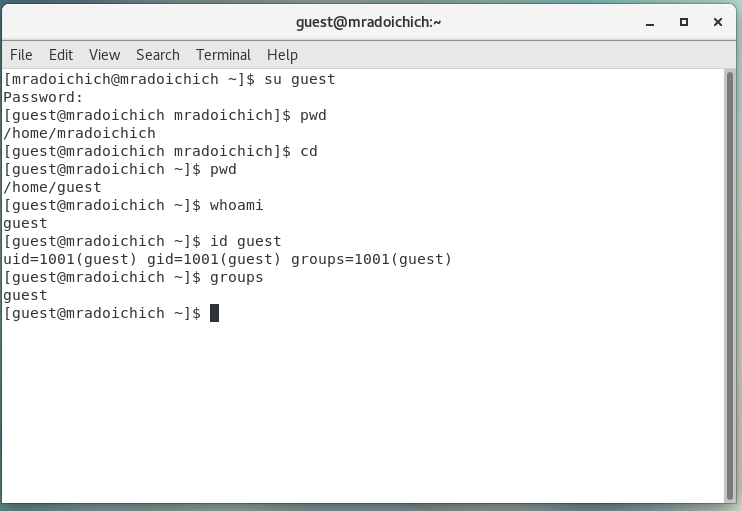 guest@mradoichich:~
File Edit View Search Terminal Help
[mradoichich@mradoichich ~]$ su guest
Password:
[guest@mradoichich mradoichich]$ pwd
/home/mradoichich
[guest@mradoichich mradoichich]$ cd
[guest@mradoichich ~]$ pwd
/home/guest
[guest@mradoichich ~]$ whoami
guest
[guest@mradoichich ~]$ id guest
uid=1001(guest) gid=1001(guest) groups=1001(guest)
[guest@mradoichich ~]$ groups
guest
[guest@mradoichich ~]$